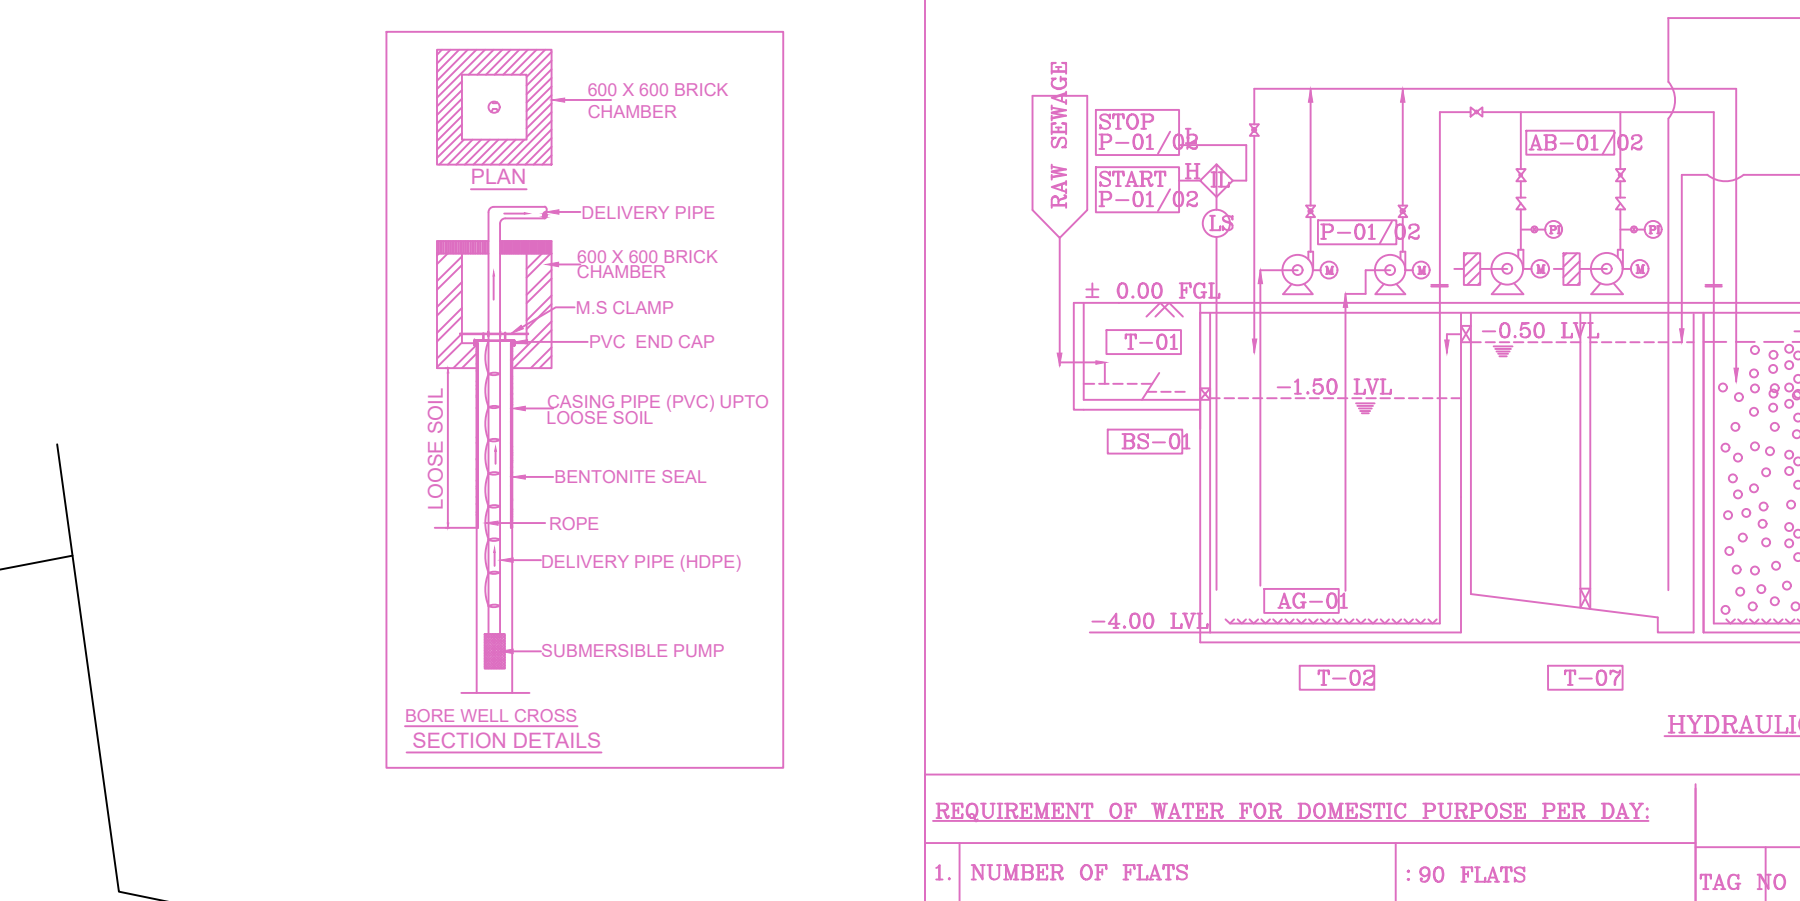 600 X 600 BRICK
CHAMBER
PLAN
DELIVERY PIPE
600 X 600 BRICK
CHAMBER
M.S CLAMP
PVC END CAP
CASING PIPE (PVC) UPTO
LOOSE SOIL
LOOSE SOIL
BENTONITE SEAL
ROPE
DELIVERY PIPE (HDPE)
SUBMERSIBLE PUMP
BORE WELL CROSS
SECTION DETAILS
RAW SEWAGE
STOP
P-01/02
L
START
P-01/02
H
IL
LS
P-01/02
M
M
AB-01/02
PI
PI
M
M
± 0.00 FGL
T-01
-0.50 LVL
-1.50 LVL
BS-01
AG-01
-4.00 LVL
T-02
T-07
HYDRAULIC
REQUIREMENT OF WATER FOR DOMESTIC PURPOSE PER DAY:
1. NUMBER OF FLATS : 90 FLATS
TAG NO